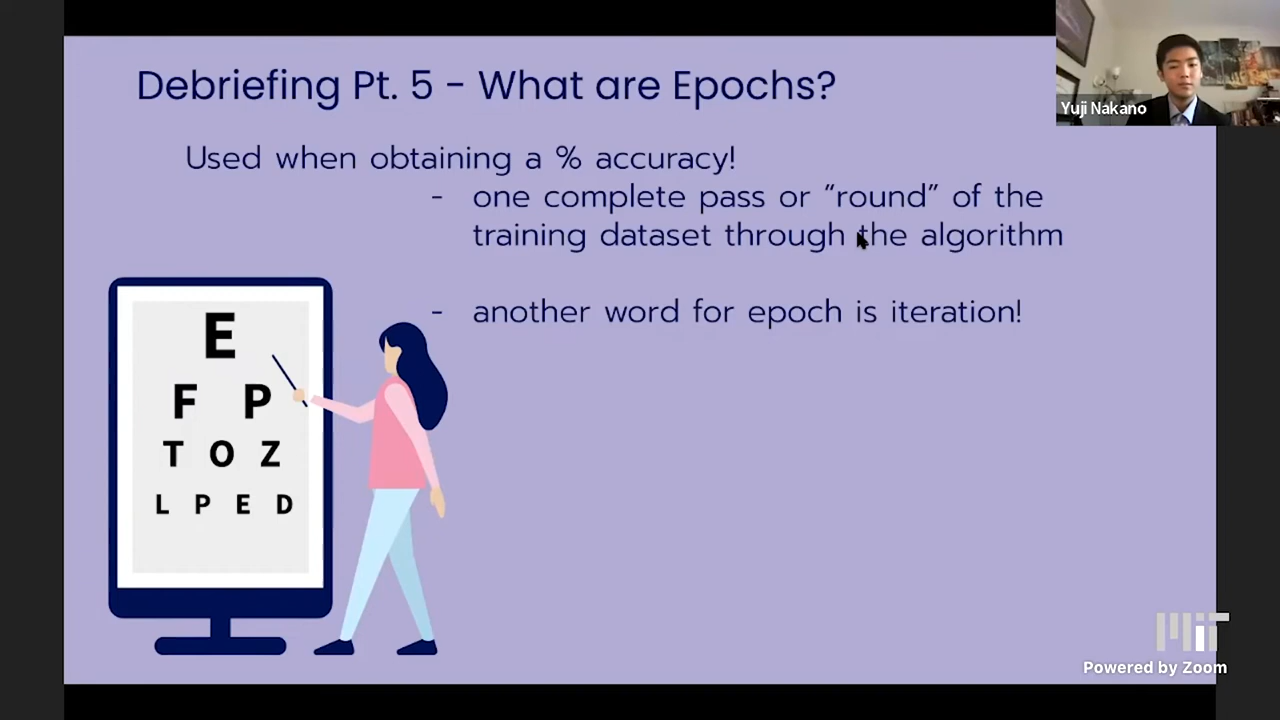 Debriefing Pt. 5 - What are Epochs?
Yuji Nakano
Used when obtaining a % accuracy!
- one complete pass or “round” of the
training dataset through the algorithm
- another word for epoch is iteration!
E
F P
T O Z
L P E D
MIT
Powered by Zoom